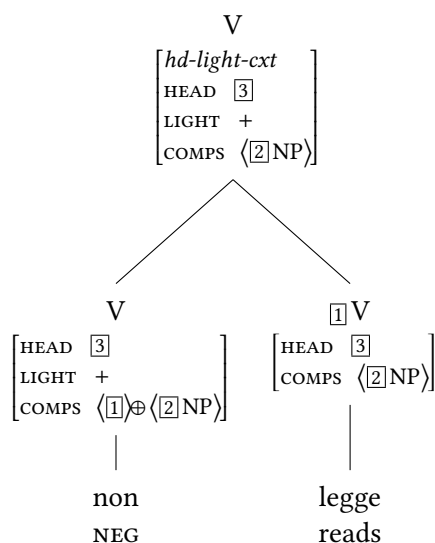 V
hd-light-cxt
HEAD 3
LIGHT +
COMPS ⟨2 NP⟩
V
HEAD 3
LIGHT +
COMPS ⟨1⟩⊕⟨2 NP⟩
1 V
HEAD 3
COMPS ⟨2 NP⟩
non
NEG
legge
reads